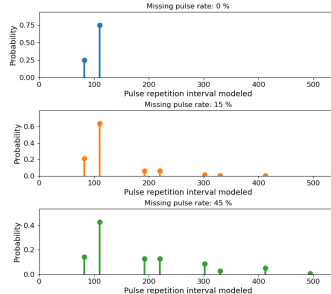 Missing pulse rate: 0 %
Probability
0.75
0.50
0.25
0.00
0 100 200 300 400 500
Pulse repetition interval modeled
Missing pulse rate: 15 %
Probability
0.6
0.4
0.2
0.0
0 100 200 300 400 500
Pulse repetition interval modeled
Missing pulse rate: 45 %
Probability
0.4
0.2
0.0
0 100 200 300 400 500
Pulse repetition interval modeled